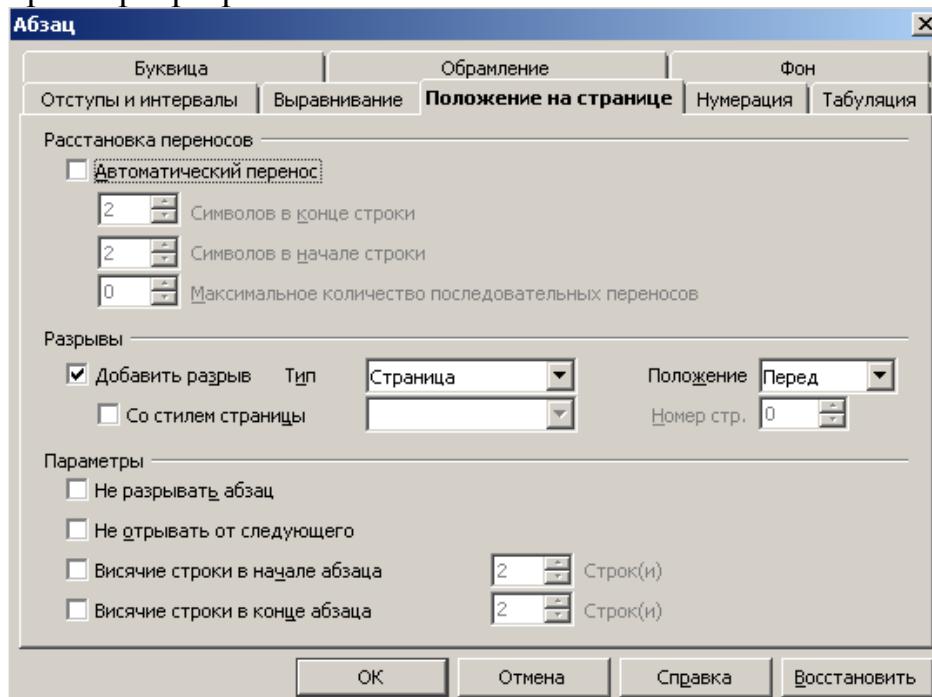 Абзац
Буквица Обрамление Фон
Отступы и интервалы Выравнивание Положение на странице Нумерация Табуляция
Расстановка переносов
Автоматический перенос
2 Символов в конце строки
2 Символов в начале строки
0 Максимальное количество последовательных переносов
Разрывы
Добавить разрыв Тип Страница Положение Перед
Со стилем страницы Номер стр. 0
Параметры
Не разрывать абзац
Не отрывать от следующего
Висячие строки в начале абзаца 2 Строк(и)
Висячие строки в конце абзаца 2 Строк(и)
ОК Отмена Справка Восстановить